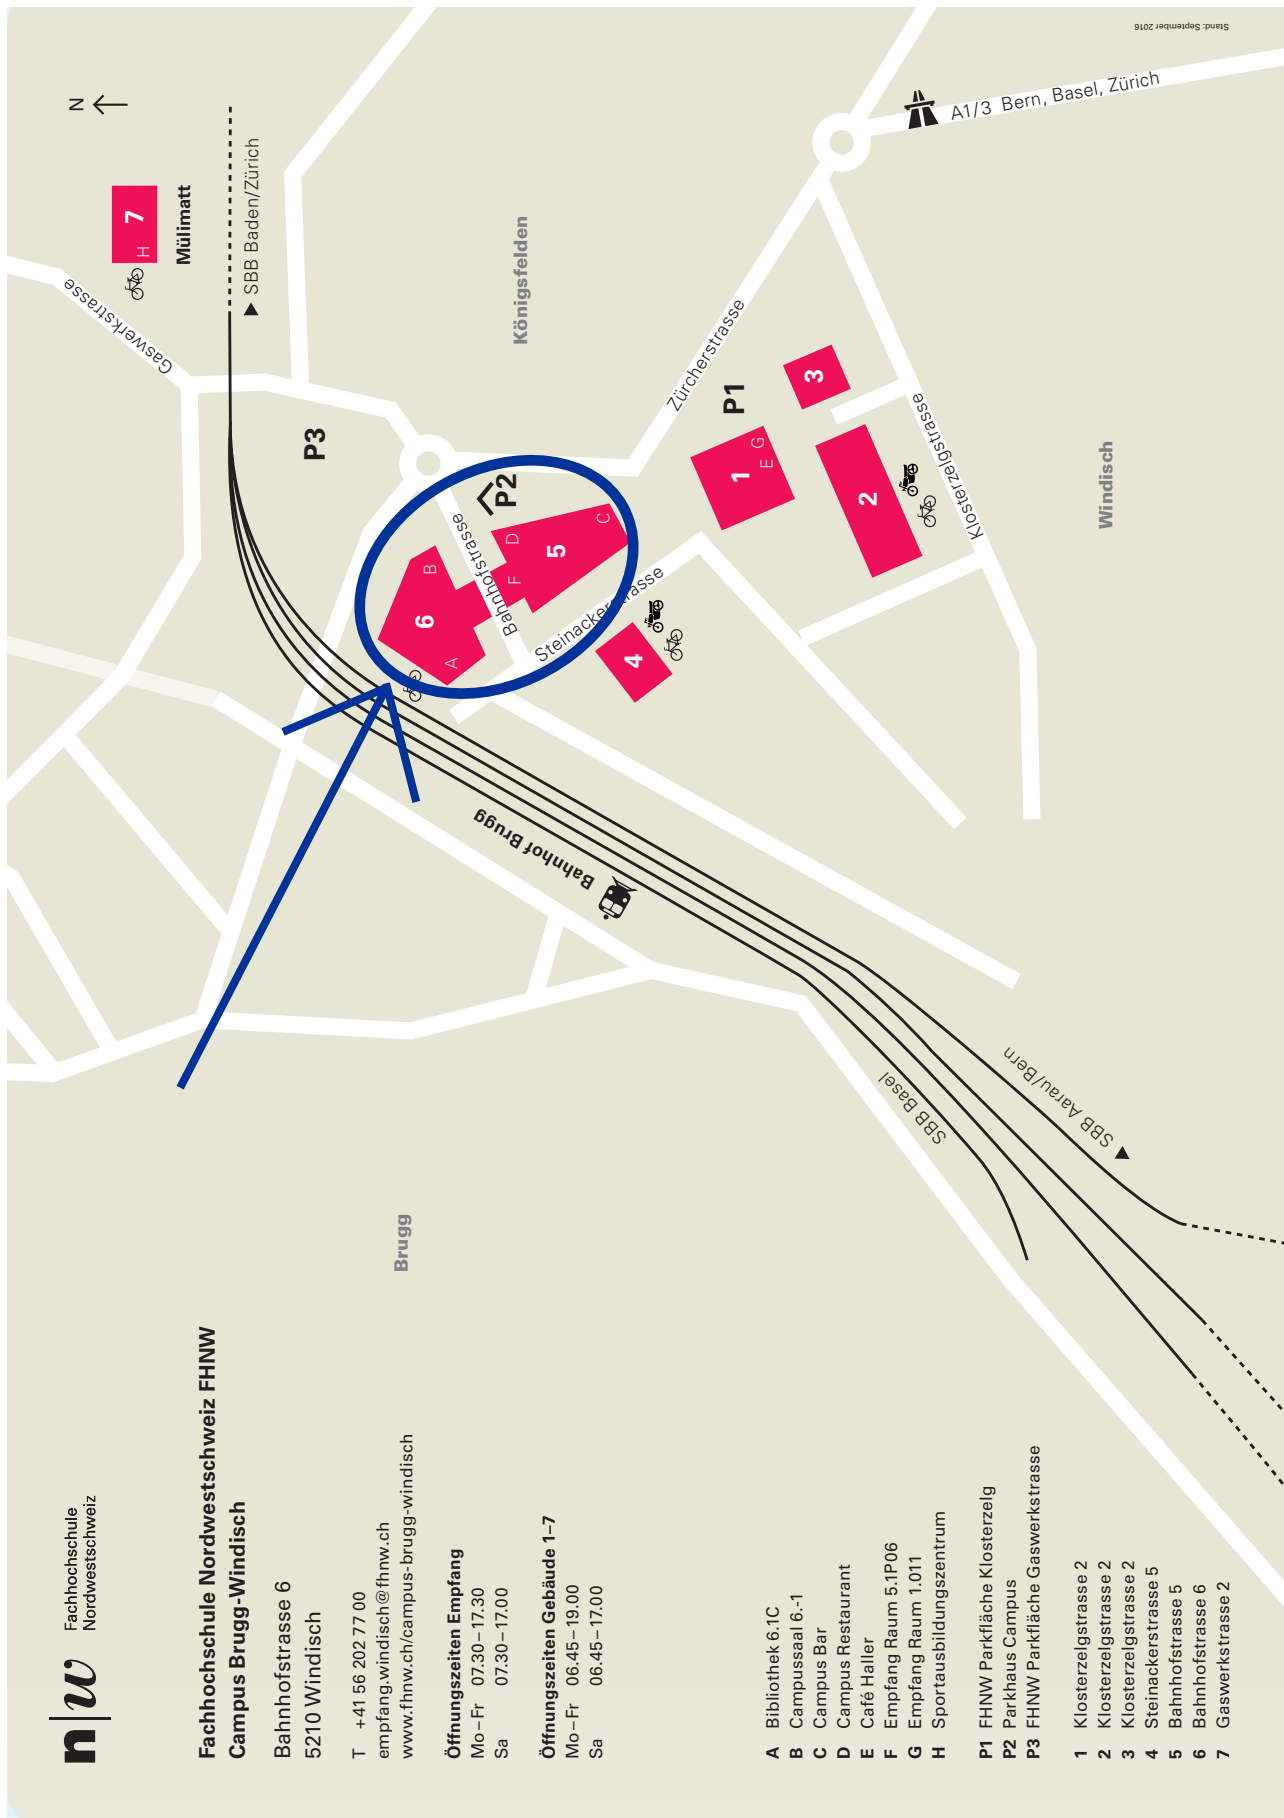 n|w
Fachhochschule
Nordwestschweiz
Fachhochschule Nordwestschweiz FHNW
Campus Brugg-Windisch
Bahnhofstrasse 6
5210 Windisch
T +41 56 202 77 00
empfang.windisch@fhnw.ch
www.fhnw.ch/campus-brugg-windisch
Öffnungszeiten Empfang
Mo – Fr 07.30 – 17.30
Sa 07.30 – 17.00
Öffnungszeiten Gebäude 1–7
Mo – Fr 06.45 – 19.00
Sa 06.45 – 17.00
A Bibliothek 6.1C
B Campussaal 6.-1
C Campus Bar
D Campus Restaurant
E Café Haller
F Empfang Raum 5.1P06
G Empfang Raum 1.011
H Sportausbildungszentrum
P1 FHNW Parkfläche Klosterzelg
P2 Parkhaus Campus
P3 FHNW Parkfläche Gaswerkstrasse
1 Klosterzelgstrasse 2
2 Klosterzelgstrasse 2
3 Klosterzelgstrasse 2
4 Steinackerstrasse 5
5 Bahnhofstrasse 5
6 Bahnhofstrasse 6
7 Gaswerkstrasse 2
Brugg
SBB Basel
SBB Aarau/Bern
Bahnhof Brugg
N
7
H
Mülimatt
Gaswerkstrasse
SBB Baden/Zürich
P3
Königsfelden
6
A
B
Bahnhofstrasse
P2
5
C
D
F
Steinackerstrasse
4
Zürcherstrasse
P1
1
E
G
2
3
Klosterzelgstrasse
Windisch
A1/3 Bern, Basel, Zürich
Stand: September 2016